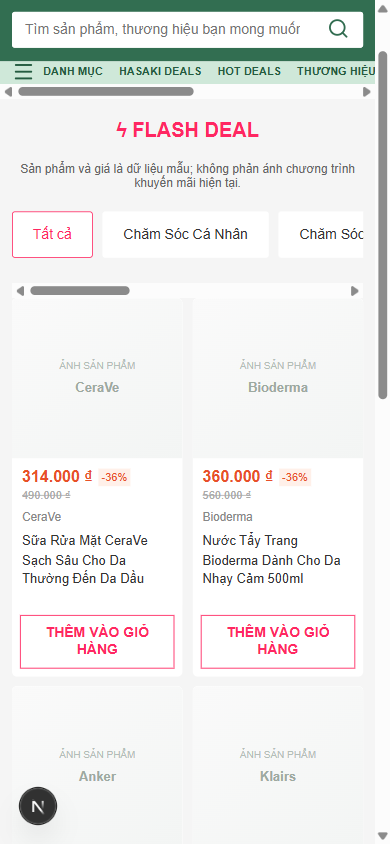 Tìm sản phẩm, thương hiệu bạn mong muốn
DANH MỤC HASAKI DEALS HOT DEALS THƯƠNG HIỆU
FLASH DEAL
Sản phẩm và giá là dữ liệu mẫu; không phản ánh chương trình
khuyến mãi hiện tại.
Tất cả
Chăm Sóc Cá Nhân
Chăm Sóc
ẢNH SẢN PHẨM
CeraVe
ẢNH SẢN PHẨM
Bioderma
314.000 ₫ -36%
490.000 ₫
CeraVe
Sữa Rửa Mặt CeraVe
Sạch Sâu Cho Da
Thường Đến Da Dầu
THÊM VÀO GIỎ
HÀNG
360.000 ₫ -36%
560.000 ₫
Bioderma
Nước Tẩy Trang
Bioderma Dành Cho Da
Nhạy Cảm 500ml
THÊM VÀO GIỎ
HÀNG
ẢNH SẢN PHẨM
Anker
ẢNH SẢN PHẨM
Klairs
N